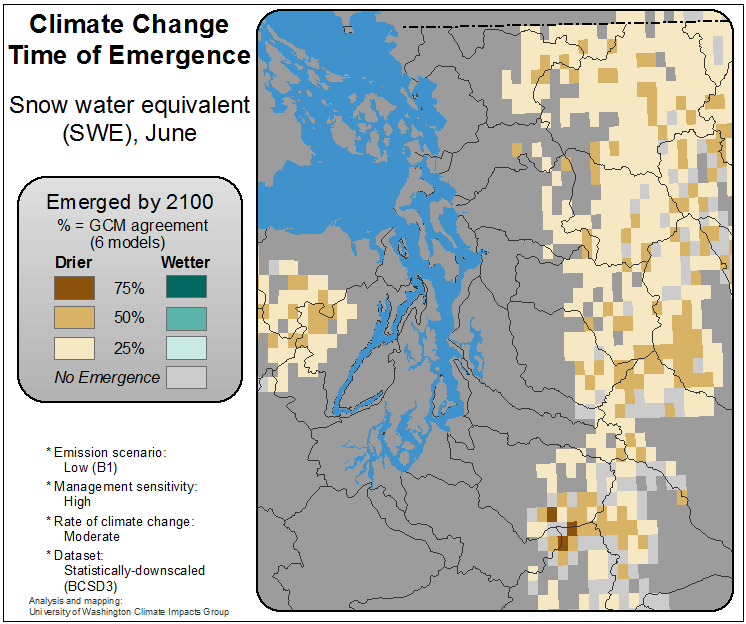 Climate Change
Time of Emergence
Snow water equivalent
(SWE), June
Emerged by 2100
% = GCM agreement
(6 models)
Drier Wetter
75%
50%
25%
No Emergence
* Emission scenario:
Low (B1)
* Management sensitivity:
High
* Rate of climate change:
Moderate
* Dataset:
Statistically-downscaled
(BCSD3)
Analysis and mapping:
University of Washington Climate Impacts Group